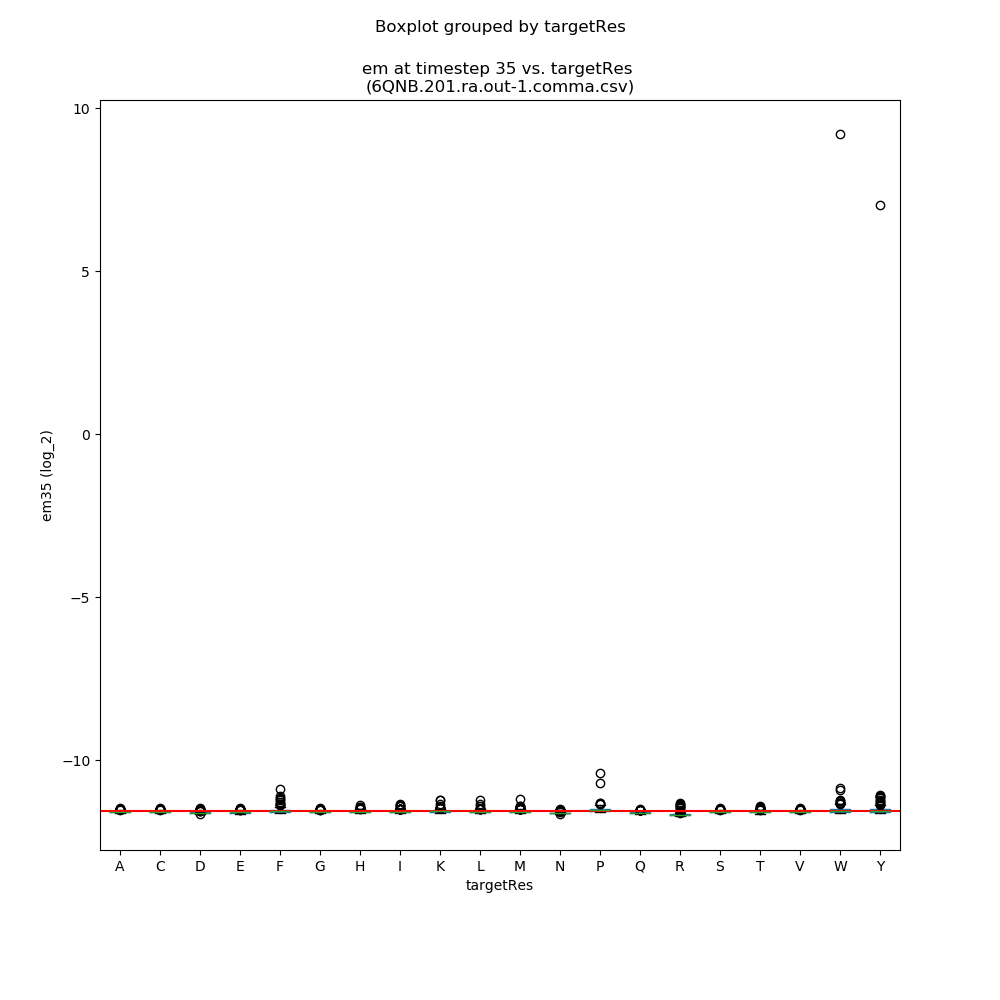 Boxplot grouped by targetRes
em at timestep 35 vs. targetRes
(6QNB.201.ra.out-1.comma.csv)
10
5
0
−5
−10
em35 (log_2)
A C D E F G H I K L M N P Q R S T V W Y
targetRes